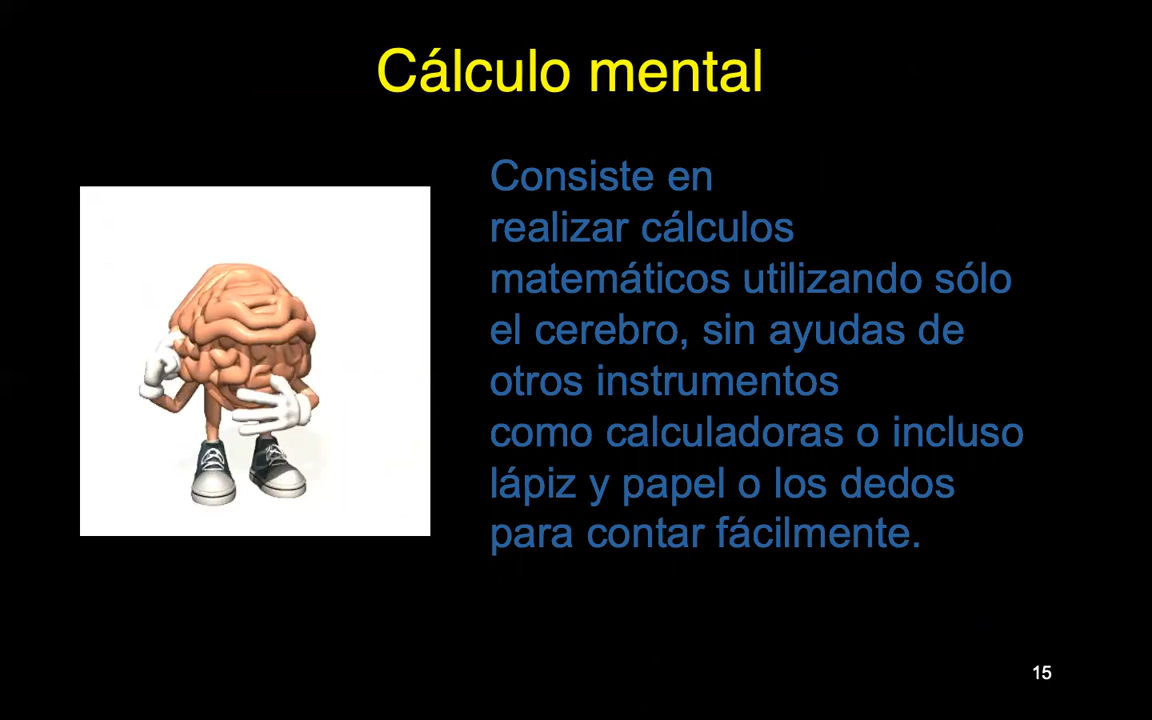 Cálculo mental
Consiste en
realizar cálculos
matemáticos utilizando sólo
el cerebro, sin ayudas de
otros instrumentos
como calculadoras o incluso
lápiz y papel o los dedos
para contar fácilmente.
15